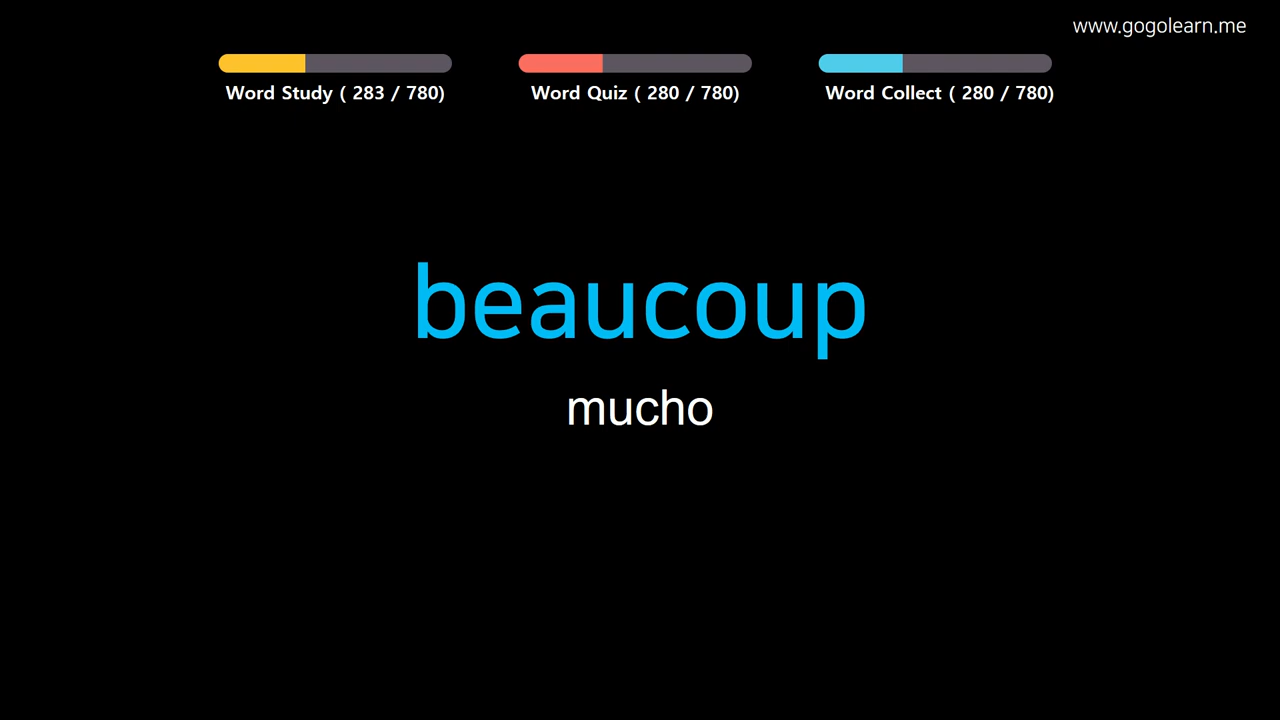 www.gogolearn.me
Word Study ( 283 / 780)
Word Quiz ( 280 / 780)
Word Collect ( 280 / 780)
beaucoup
mucho